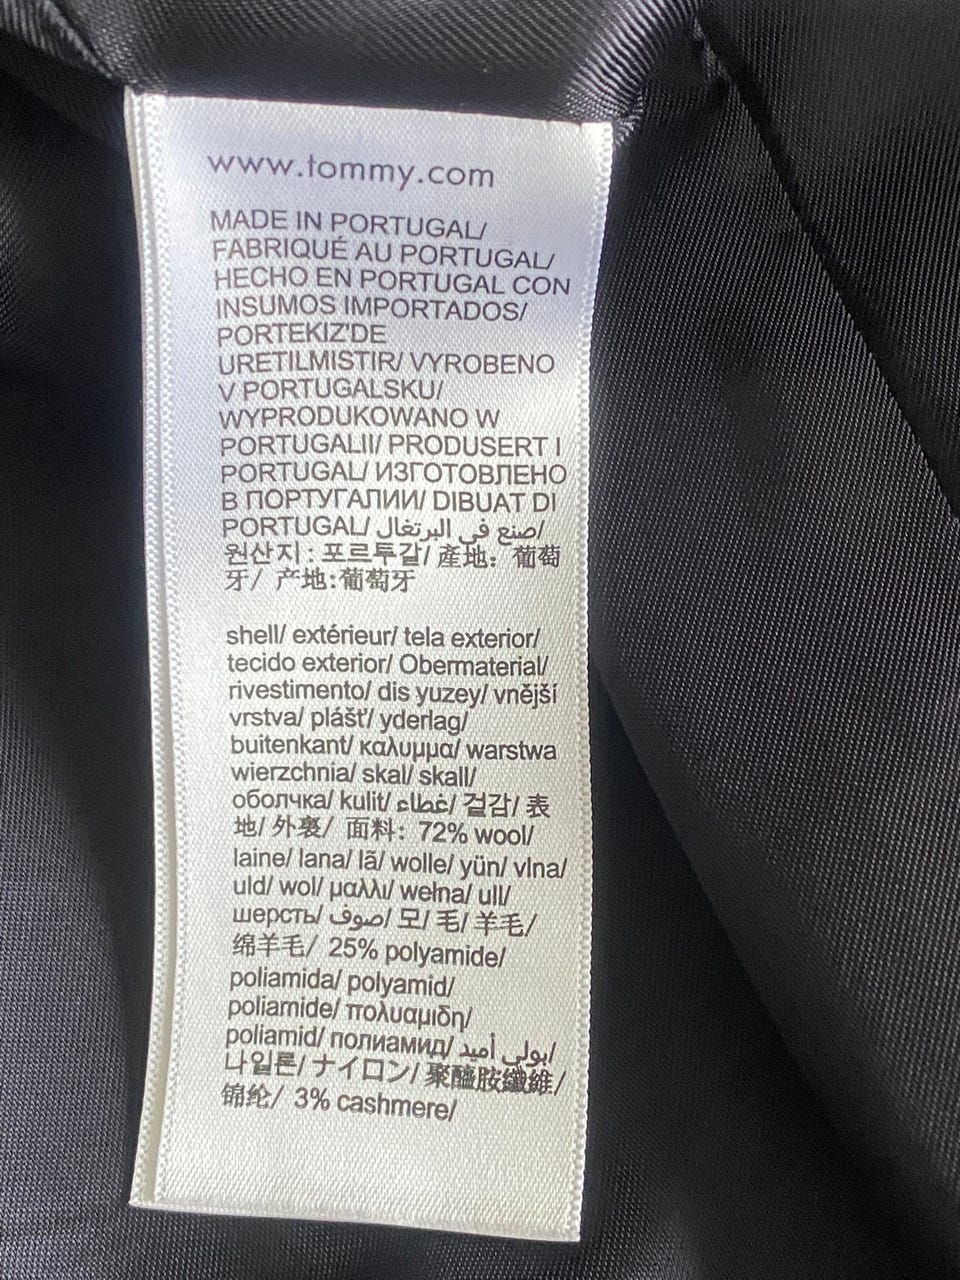 www.tommy.com
MADE IN PORTUGAL/
FABRIQUÉ AU PORTUGAL/
HECHO EN PORTUGAL CON
INSUMOS IMPORTADOS/
PORTEKIZ'DE
URETILMISTIR/ VYROBENO
V PORTUGALSKU/
WYPRODUKOWANO W
PORTUGALII/ PRODUSERT I
PORTUGAL/ ИЗГОТОВЛЕНО
В ПОРТУГАЛИИ/ DIBUAT DI
PORTUGAL/ صنع في البرتغال/
원산지: 포르투갈/ 產地: 葡萄
牙/ 产地:葡萄牙
shell/ extérieur/ tela exterior/
tecido exterior/ Obermaterial/
rivestimento/ dis yuzey/ vnější
vrstva/ plášť/ yderlag/
buitenkant/ καλυμμα/ warstwa
wierzchnia/ skal/ skall/
оболчка/ kulit/ غطاء/ 겉감/ 表
地/ 外裏/ 面料: 72% wool/
laine/ lana/ lã/ wolle/ yün/ vlna/
uld/ wol/ μαλλι/ wełna/ ull/
шерсть/ صوف/ 모/ 毛/ 羊毛/
绵羊毛/ 25% polyamide/
poliamida/ polyamid/
poliamide/ πολυαμιδη/
poliamid/ полиамид/ بولي أميد/
나일론/ ナイロン/ 聚醯胺纖維/
锦纶/ 3% cashmere/